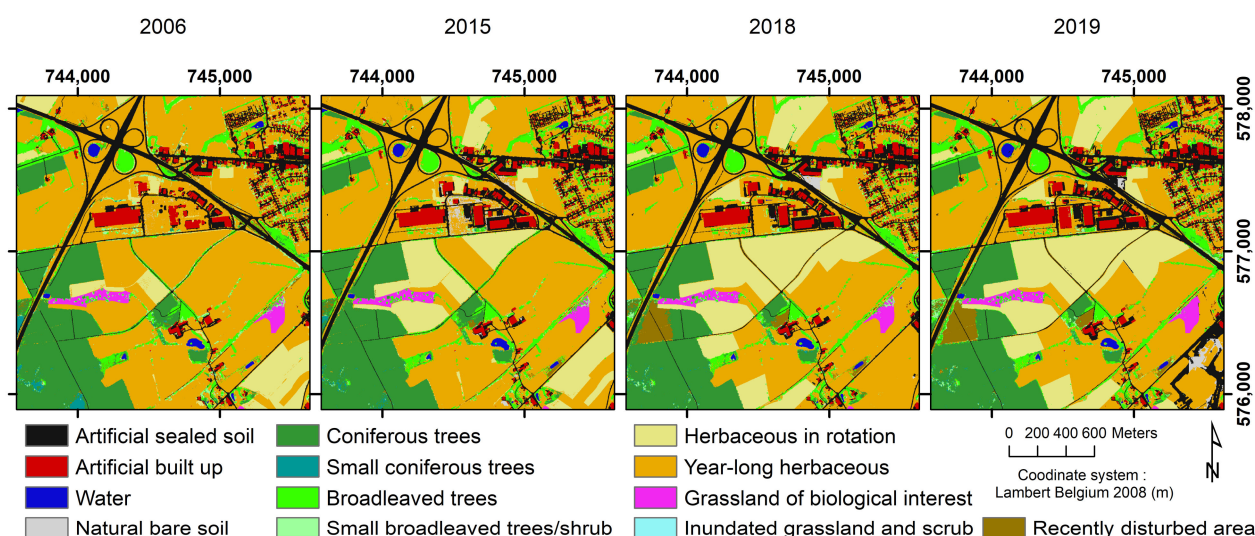 2006 2015 2018 2019
744,000 745,000 744,000 745,000 744,000 745,000 744,000 745,000
578,000
577,000
576,000
Artificial sealed soil
Artificial built up
Water
Natural bare soil
Coniferous trees
Small coniferous trees
Broadleaved trees
Small broadleaved trees/shrub
Herbaceous in rotation
Year-long herbaceous
Grassland of biological interest
Inundated grassland and scrub
Recently disturbed area
0 200 400 600 Meters
Coodinate system :
Lambert Belgium 2008 (m)
N